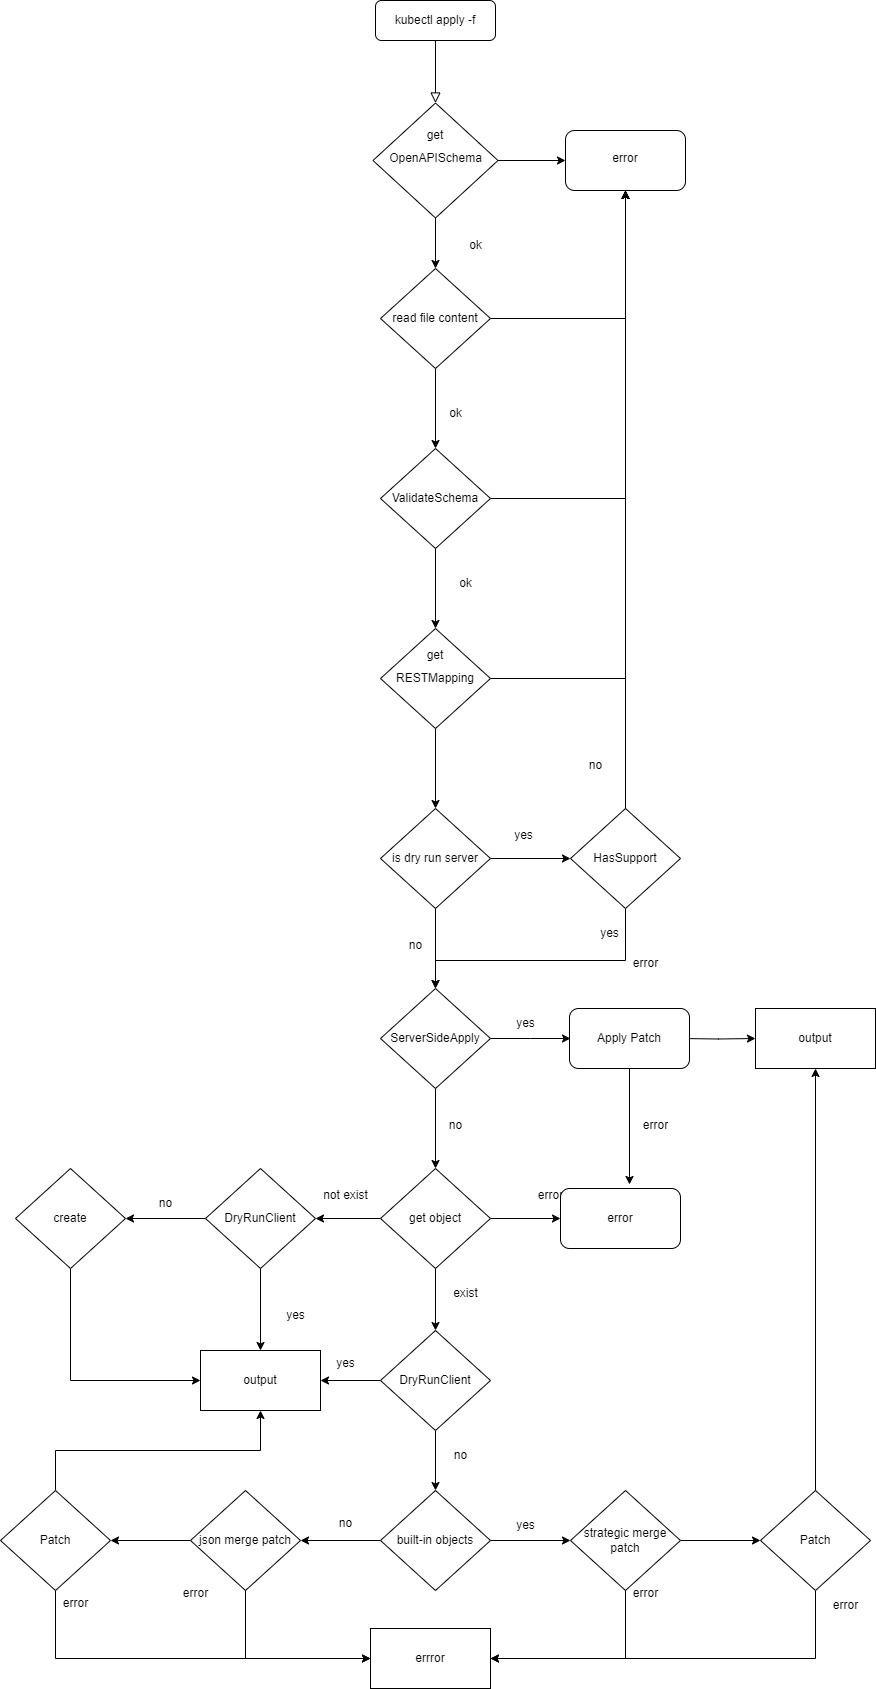 kubectl apply -f
get
OpenAPISchema
error
ok
read file content
ok
ValidateSchema
ok
get
RESTMapping
no
yes
is dry run server
HasSupport
yes
no
error
yes
ServerSideApply
Apply Patch
output
no
error
not exist
error
no
create
DryRunClient
get object
error
exist
yes
yes
output
DryRunClient
no
no
yes
Patch
json merge patch
built-in objects
strategic merge
patch
Patch
error
error
error
error
errror